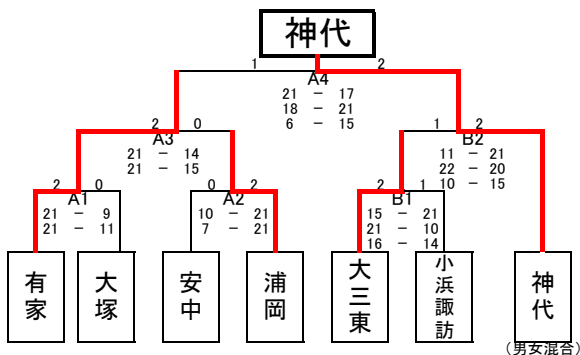 神代
1 2
A4
21 － 17
18 － 21
6 － 15
2 0
A3
21 － 14
21 － 15
1 2
B2
11 － 21
22 － 20
10 － 15
2 0
A1
21 － 9
21 － 11
0 2
A2
10 － 21
7 － 21
2 1
B1
15 － 21
21 － 10
16 － 14
有家
大塚
安中
浦岡
大三東
小浜諏訪
神代
（男女混合）